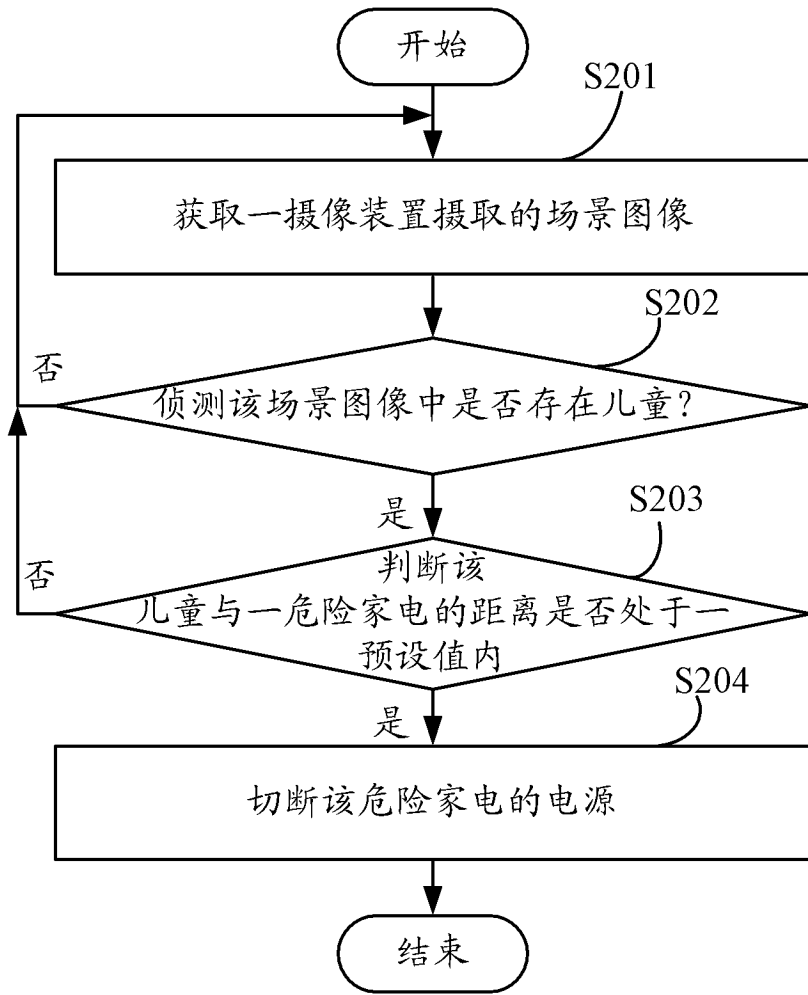 开始
S201
获取一摄像装置摄取的场景图像
S202
否
侦测该场景图像中是否存在儿童？
是
S203
否
判断该
儿童与一危险家电的距离是否处于一
预设值内
S204
是
切断该危险家电的电源
结束